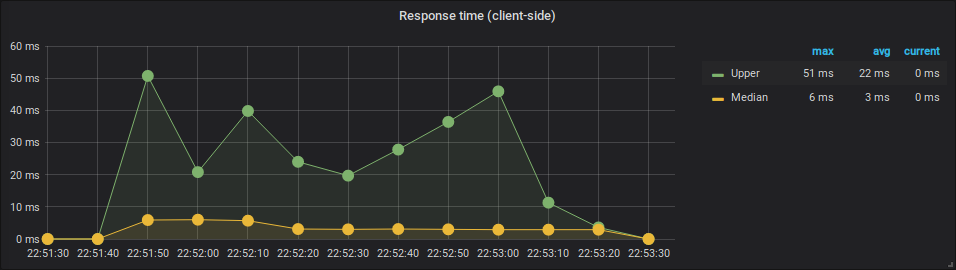 Response time (client-side)
60 ms
50 ms
40 ms
30 ms
20 ms
10 ms
0 ms
22:51:30 22:51:40 22:51:50 22:52:00 22:52:10 22:52:20 22:52:30 22:52:40 22:52:50 22:53:00 22:53:10 22:53:20 22:53:30
max avg current
Upper 51 ms 22 ms 0 ms
Median 6 ms 3 ms 0 ms